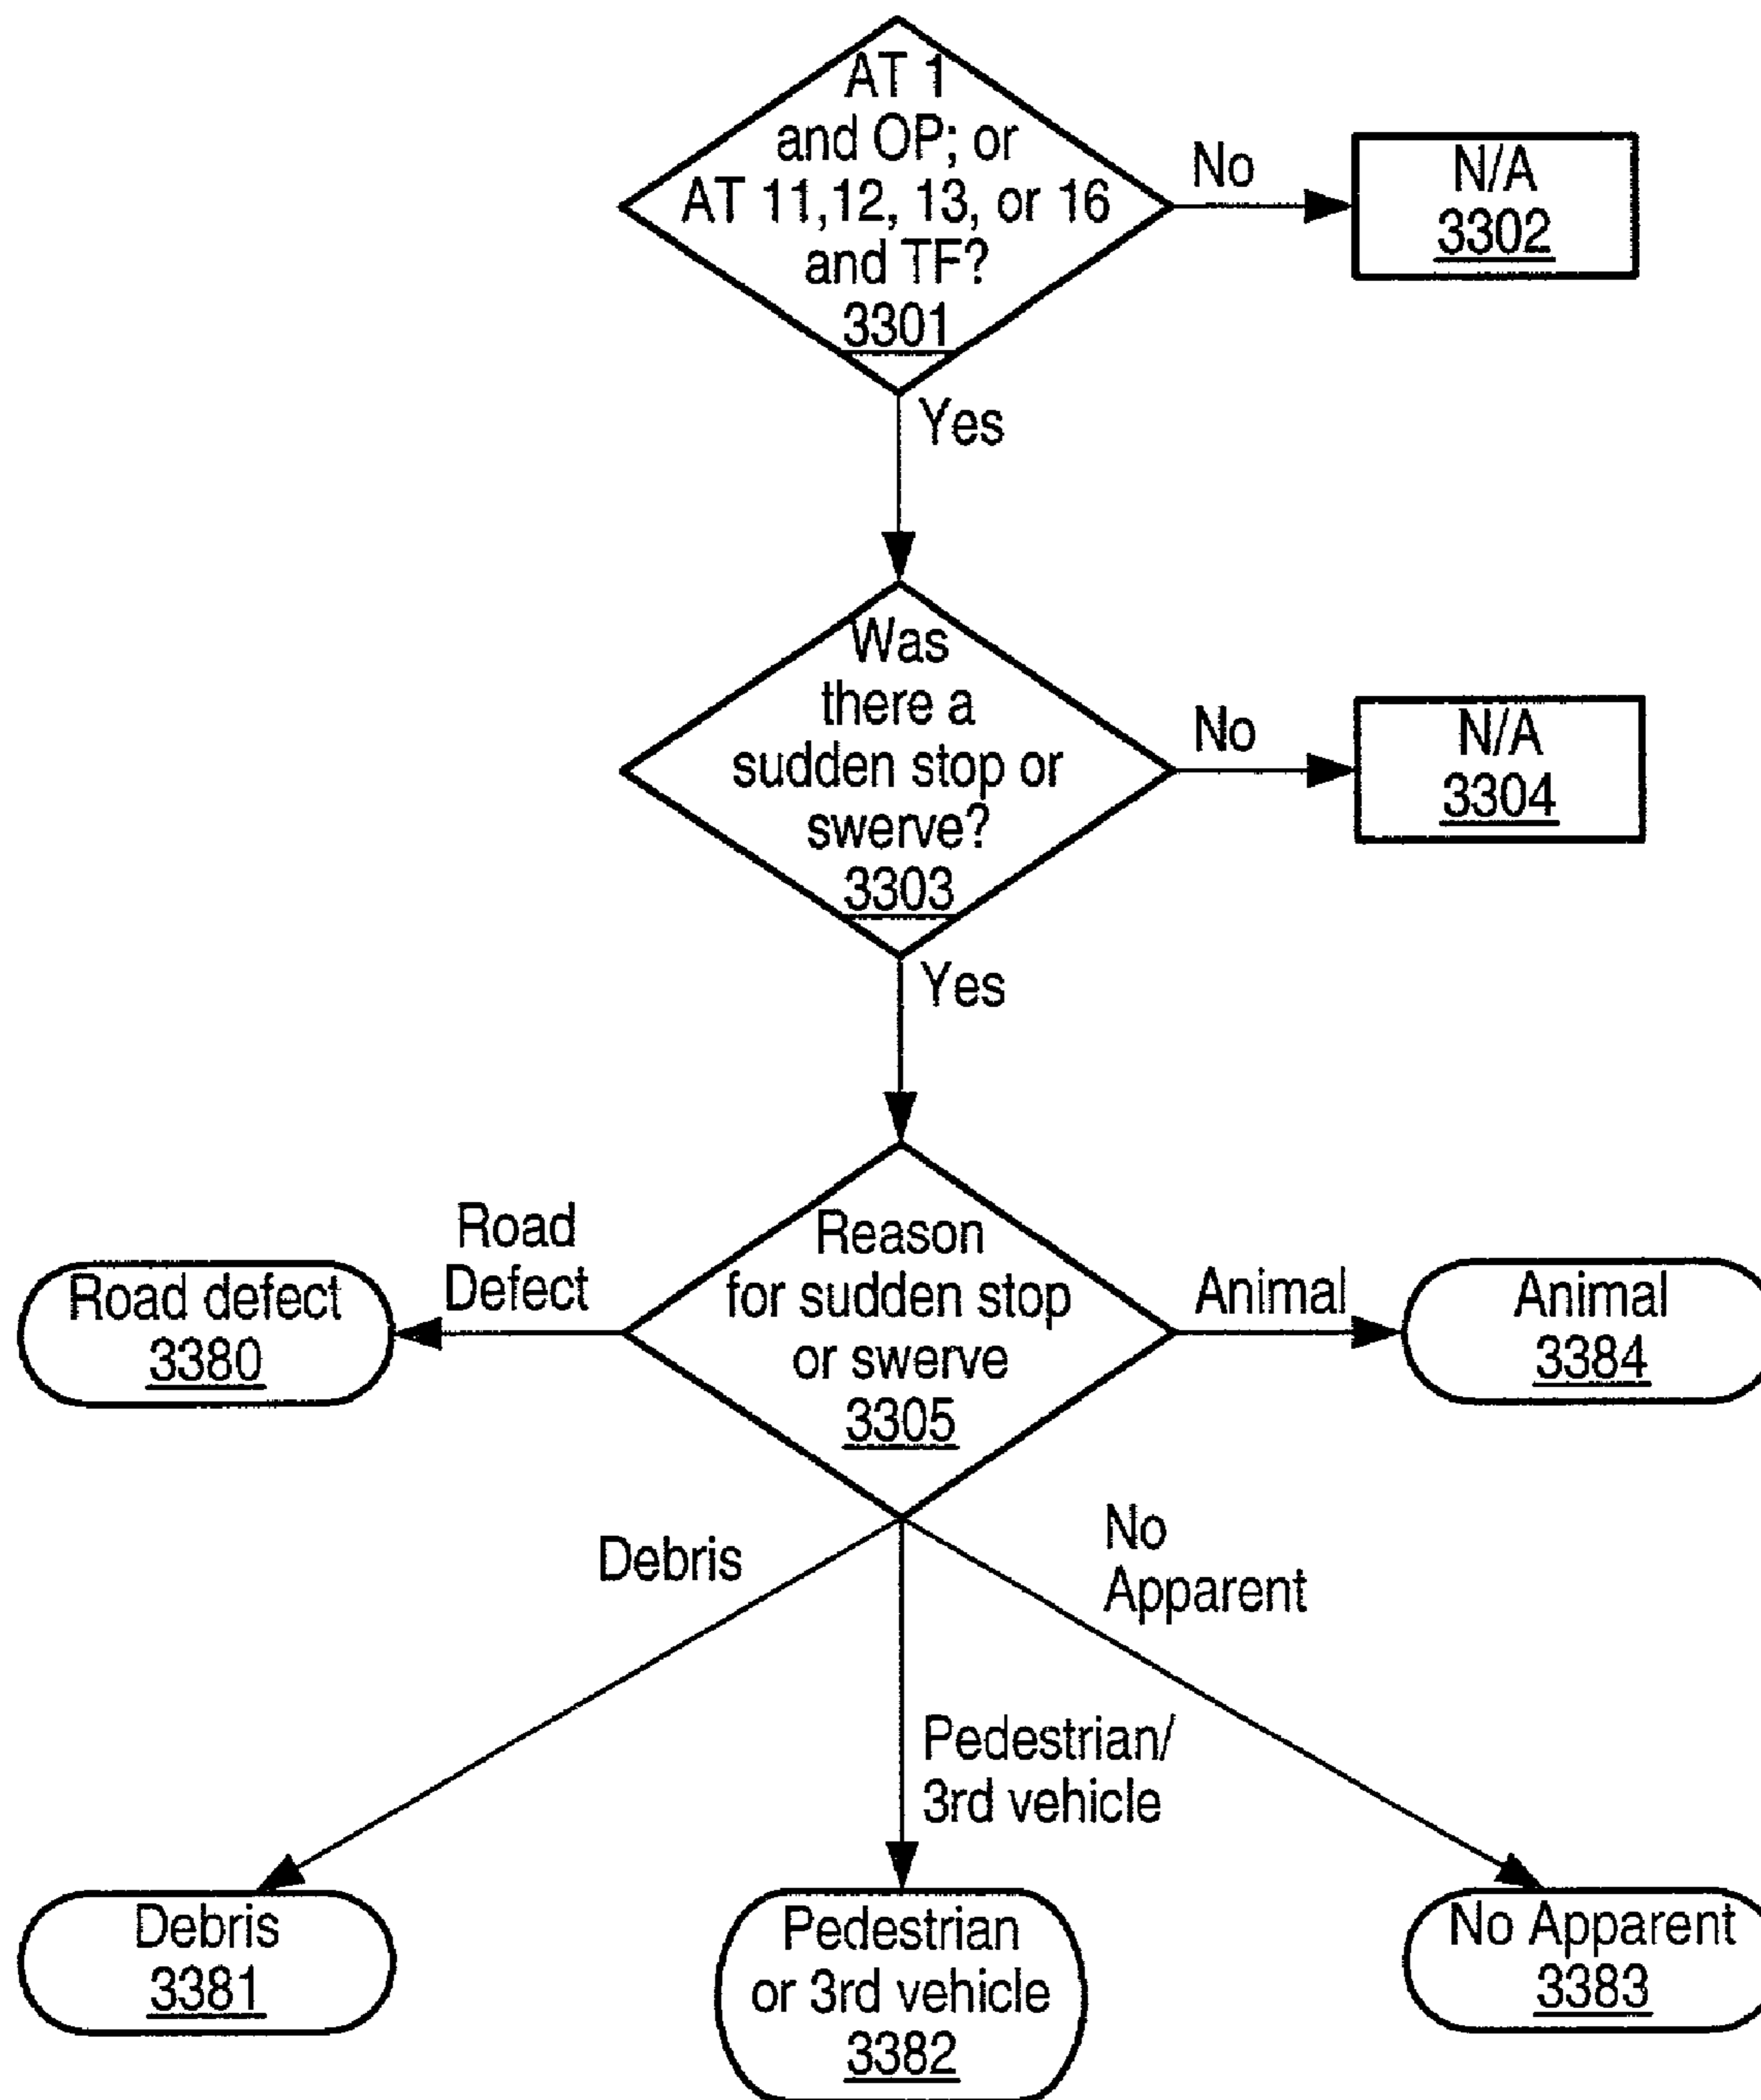 AT 1
and OP; or
AT 11,12, 13, or 16
and TF?
3301
No
N/A
3302
Yes
Was
there a
sudden stop or
swerve?
3303
No
N/A
3304
Yes
Reason
for sudden stop
or swerve
3305
Road
Defect
Road defect
3380
Animal
Animal
3384
Debris
No
Apparent
Pedestrian/
3rd vehicle
Debris
3381
Pedestrian
or 3rd vehicle
3382
No Apparent
3383